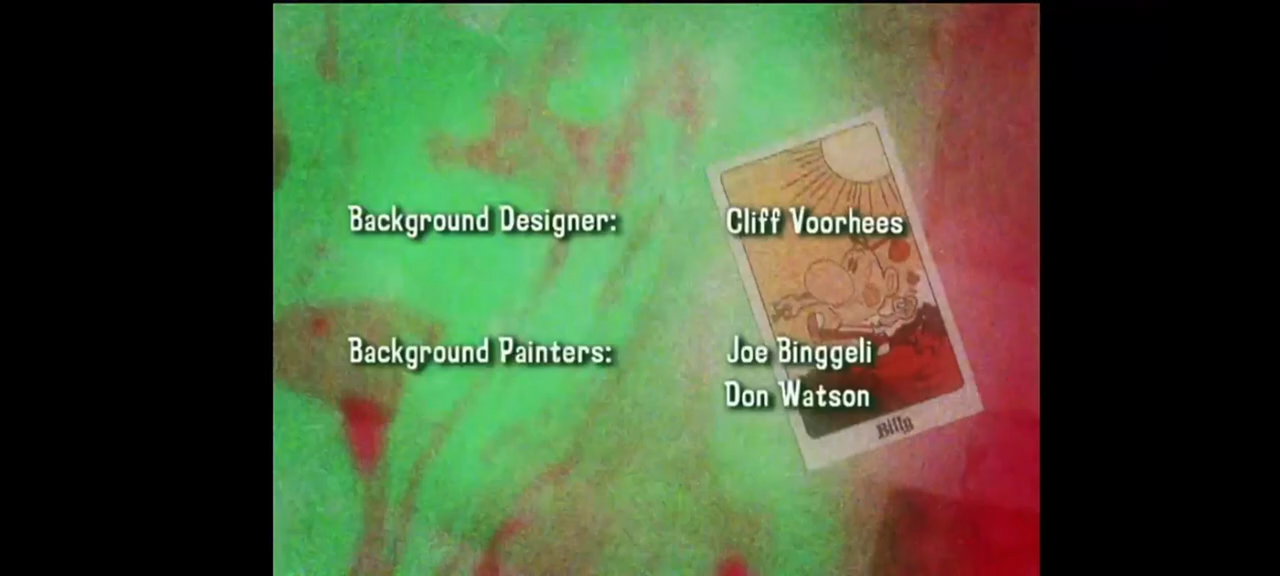 Background Designer: Cliff Voorhees
Background Painters: Joe Binggeli
Don Watson
Billy